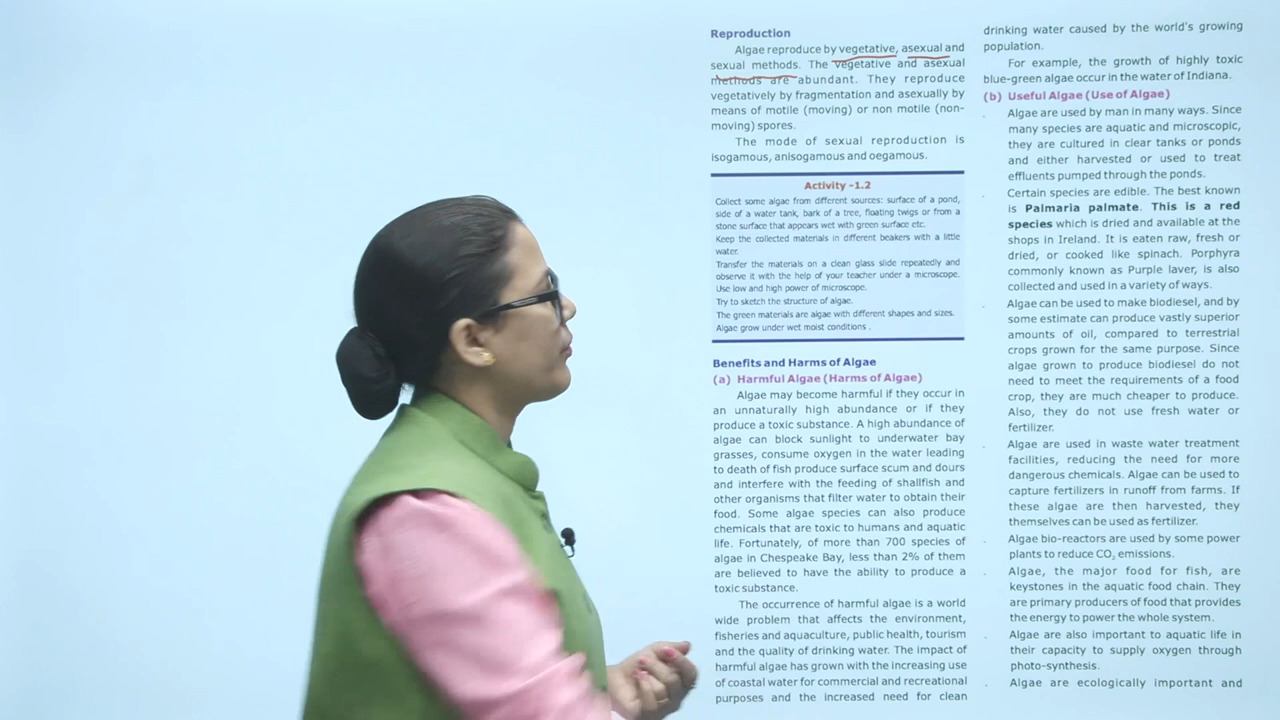 Reproduction
Algae reproduce by vegetative, asexual and
sexual methods. The vegetative and asexual
methods are abundant. They reproduce
vegetatively by fragmentation and asexually by
means of motile (moving) or non motile (non-
moving) spores.
The mode of sexual reproduction is
isogamous, anisogamous and oegamous.
Activity -1.2
Collect some algae from different sources: surface of a pond,
side of a water tank, bark of a tree, floating twigs or from a
stone surface that appears wet with green surface etc.
Keep the collected materials in different beakers with a little
water.
Transfer the materials on a clean glass slide repeatedly and
observe it with the help of your teacher under a microscope.
Use low and high power of microscope.
Try to sketch the structure of algae.
The green materials are algae with different shapes and sizes.
Algae grow under wet moist conditions .
Benefits and Harms of Algae
(a) Harmful Algae (Harms of Algae)
Algae may become harmful if they occur in
an unnaturally high abundance or if they
produce a toxic substance. A high abundance of
algae can block sunlight to underwater bay
grasses, consume oxygen in the water leading
to death of fish produce surface scum and dours
and interfere with the feeding of shallfish and
other organisms that filter water to obtain their
food. Some algae species can also produce
chemicals that are toxic to humans and aquatic
life. Fortunately, of more than 700 species of
algae in Chespeake Bay, less than 2% of them
are believed to have the ability to produce a
toxic substance.
The occurrence of harmful algae is a world
wide problem that affects the environment,
fisheries and aquaculture, public health, tourism
and the quality of drinking water. The impact of
harmful algae has grown with the increasing use
of coastal water for commercial and recreational
purposes and the increased need for clean
drinking water caused by the world's growing
population.
For example, the growth of highly toxic
blue-green algae occur in the water of Indiana.
(b) Useful Algae (Use of Algae)
Algae are used by man in many ways. Since
many species are aquatic and microscopic,
they are cultured in clear tanks or ponds
and either harvested or used to treat
effluents pumped through the ponds.
Certain species are edible. The best known
is Palmaria palmate. This is a red
species which is dried and available at the
shops in Ireland. It is eaten raw, fresh or
dried, or cooked like spinach. Porphyra
commonly known as Purple laver, is also
collected and used in a variety of ways.
Algae can be used to make biodiesel, and by
some estimate can produce vastly superior
amounts of oil, compared to terrestrial
crops grown for the same purpose. Since
algae grown to produce biodiesel do not
need to meet the requirements of a food
crop, they are much cheaper to produce.
Also, they do not use fresh water or
fertilizer.
Algae are used in waste water treatment
facilities, reducing the need for more
dangerous chemicals. Algae can be used to
capture fertilizers in runoff from farms. If
these algae are then harvested, they
themselves can be used as fertilizer.
Algae bio-reactors are used by some power
plants to reduce CO₂ emissions.
Algae, the major food for fish, are
keystones in the aquatic food chain. They
are primary producers of food that provides
the energy to power the whole system.
Algae are also important to aquatic life in
their capacity to supply oxygen through
photo-synthesis.
Algae are ecologically important and